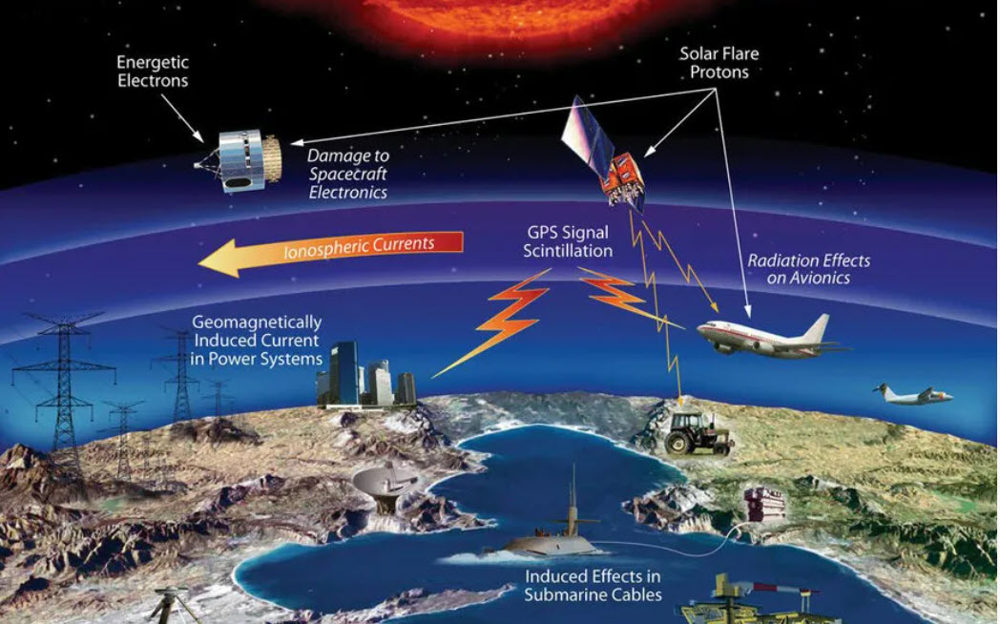 Energetic
Electrons
Solar Flare
Protons
Damage to
Spacecraft
Electronics
GPS Signal
Scintillation
Ionospheric Currents
Radiation Effects
on Avionics
Geomagnetically
Induced Current
in Power Systems
Induced Effects in
Submarine Cables